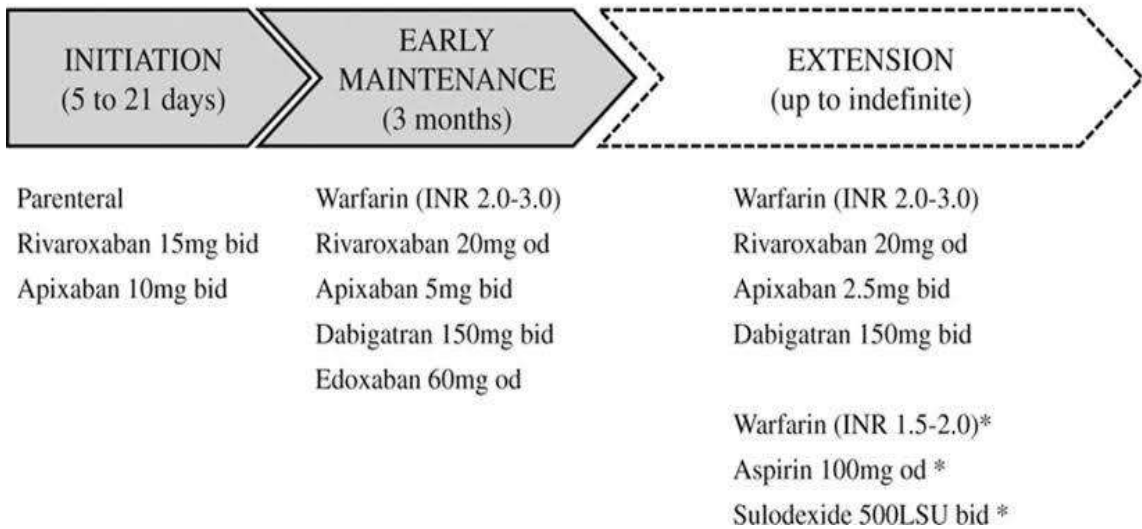 INITIATION
(5 to 21 days)
EARLY
MAINTENANCE
(3 months)
EXTENSION
(up to indefinite)
Parenteral
Rivaroxaban 15mg bid
Apixaban 10mg bid
Warfarin (INR 2.0-3.0)
Rivaroxaban 20mg od
Apixaban 5mg bid
Dabigatran 150mg bid
Edoxaban 60mg od
Warfarin (INR 2.0-3.0)
Rivaroxaban 20mg od
Apixaban 2.5mg bid
Dabigatran 150mg bid
Warfarin (INR 1.5-2.0)*
Aspirin 100mg od *
Sulodexide 500LSU bid *